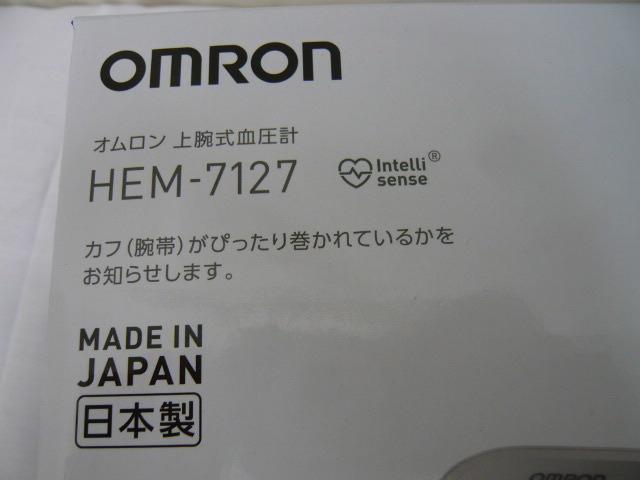 OMRON
オムロン 上腕式血圧計
HEM-7127
Intelli®
sense
カフ（腕帯）がぴったり巻かれているかを
お知らせします。
MADE IN
JAPAN
日本製
OMRON